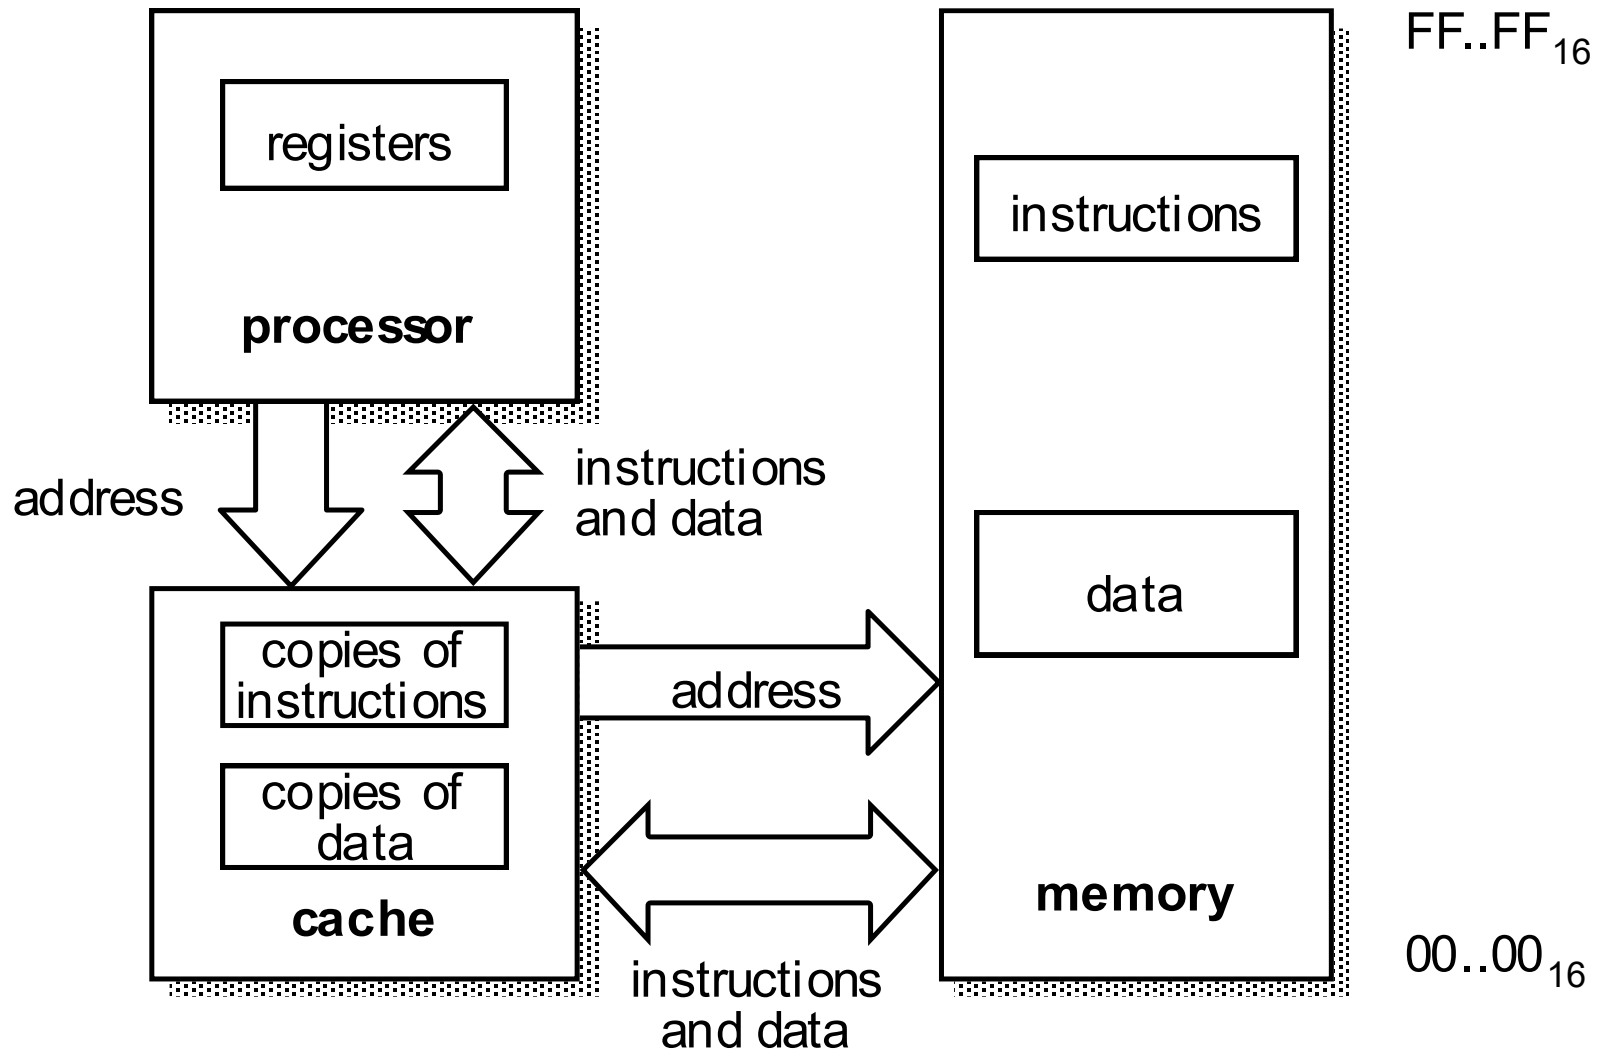 registers
processor
address
instructions
and data
copies of
instructions
copies of
data
cache
address
instructions
and data
instructions
data
memory
FF..FF16
00..0016